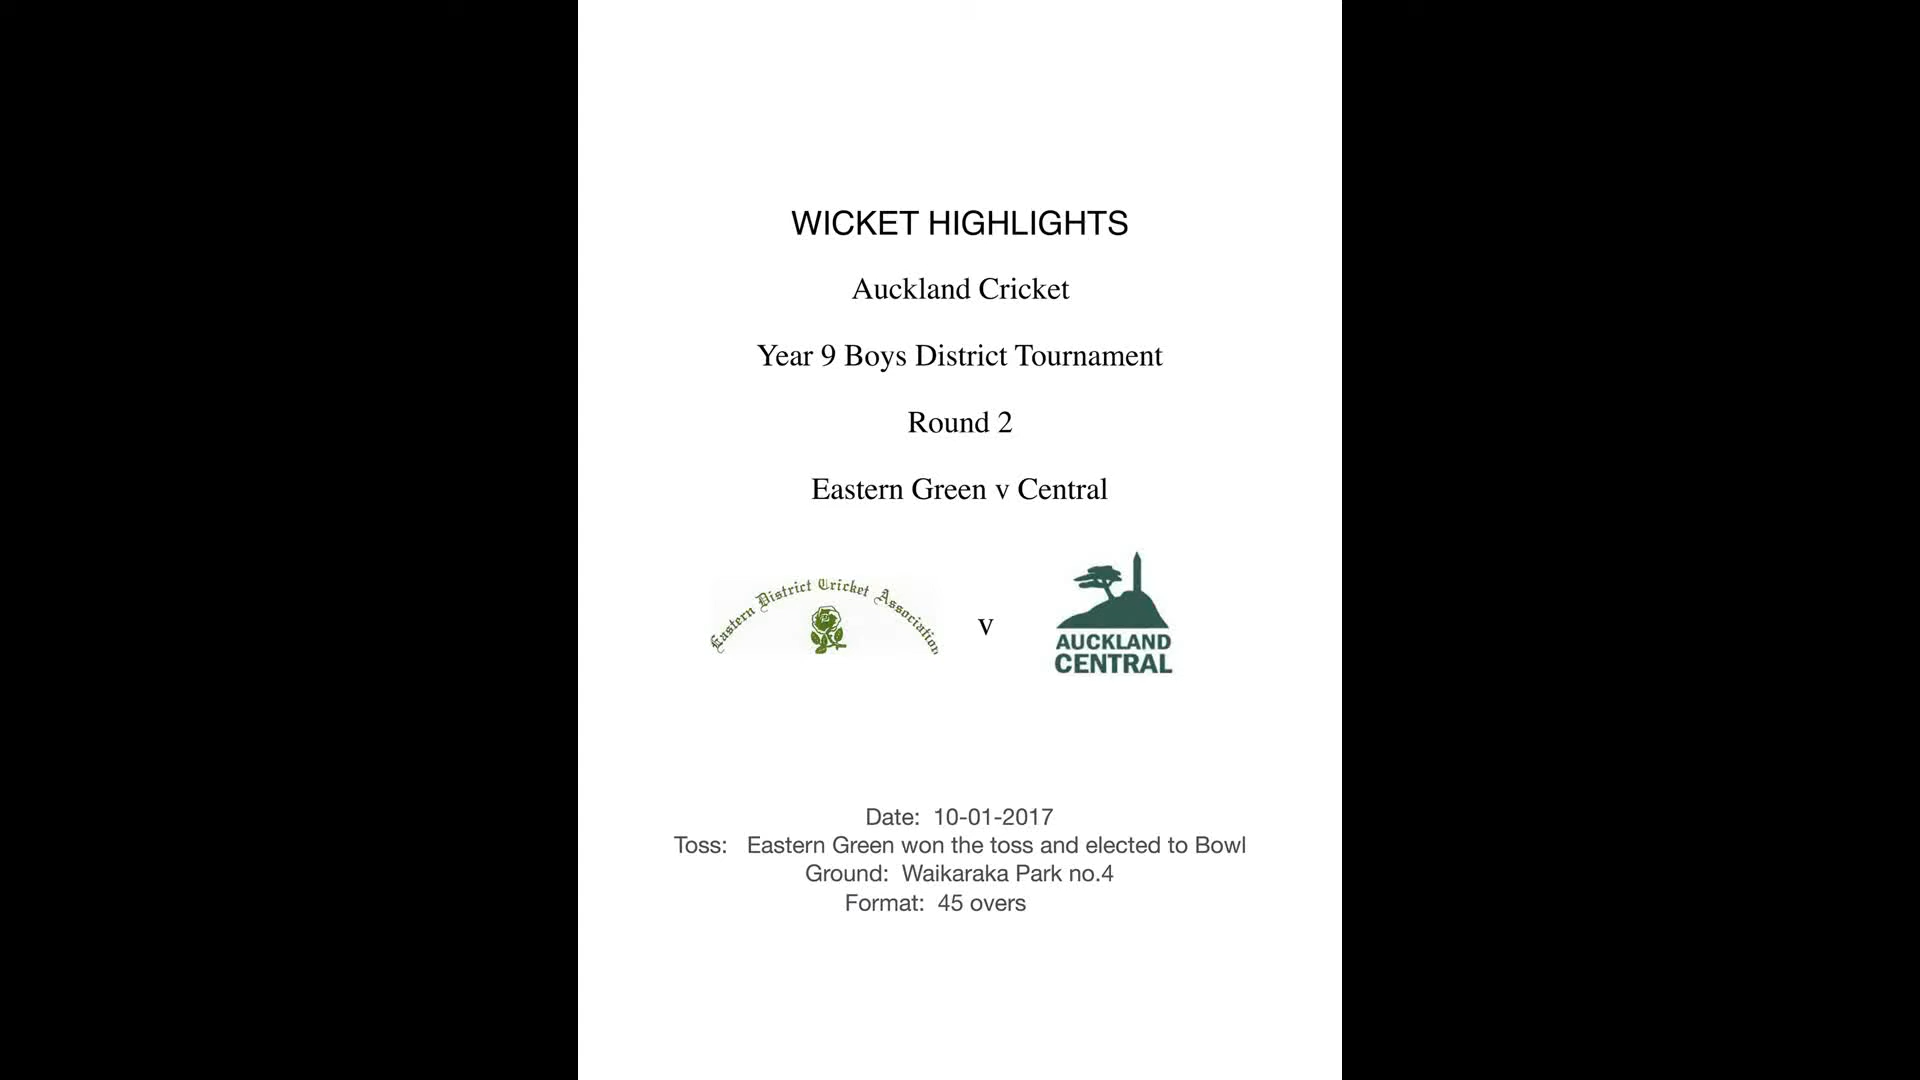 WICKET HIGHLIGHTS
Auckland Cricket
Year 9 Boys District Tournament
Round 2
Eastern Green v Central
Eastern District Cricket Association
v
AUCKLAND
CENTRAL
Date: 10-01-2017
Toss: Eastern Green won the toss and elected to Bowl
Ground: Waikaraka Park no.4
Format: 45 overs